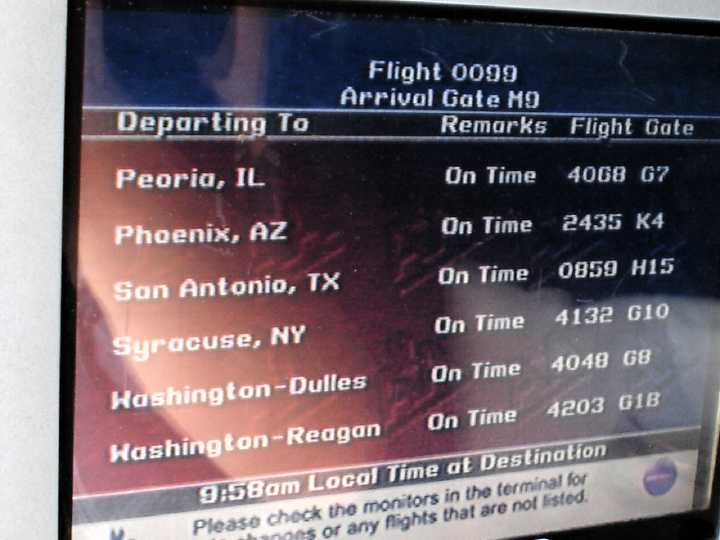 Flight 0099
Arrival Gate M9
Departing To Remarks Flight Gate
Peoria, IL On Time 4068 G7
Phoenix, AZ On Time 2435 K4
San Antonio, TX On Time 0859 H15
Syracuse, NY On Time 4132 G10
Washington-Dulles On Time 4048 G8
Washington-Reagan On Time 4203 G18
9:58am Local Time at Destination
Please check the monitors in the terminal for
changes or any flights that are not listed.